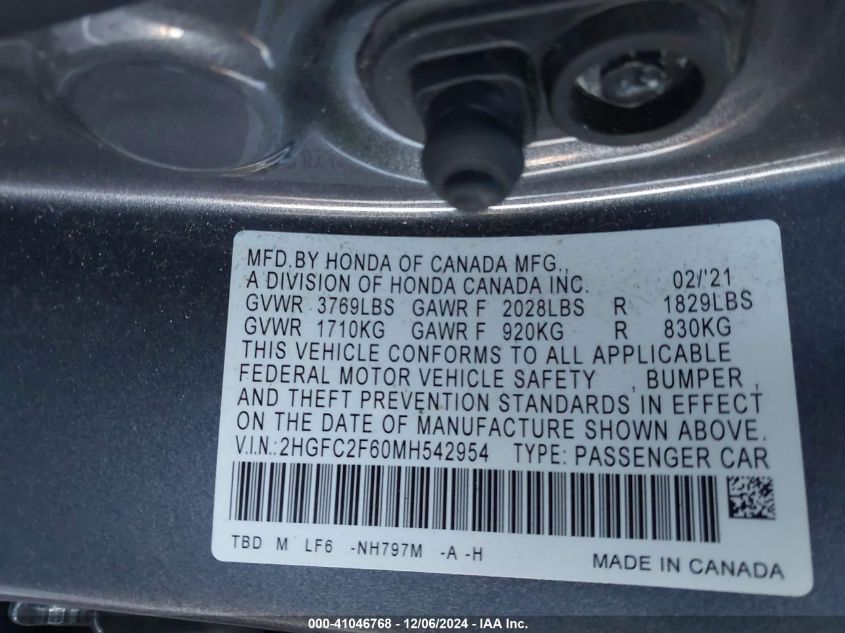 MFD.BY HONDA OF CANADA MFG.,
A DIVISION OF HONDA CANADA INC. 02/'21
GVWR 3769LBS GAWR F 2028LBS R 1829LBS
GVWR 1710KG GAWR F 920KG R 830KG
THIS VEHICLE CONFORMS TO ALL APPLICABLE
FEDERAL MOTOR VEHICLE SAFETY , BUMPER ,
AND THEFT PREVENTION STANDARDS IN EFFECT
ON THE DATE OF MANUFACTURE SHOWN ABOVE.
V.I.N.:2HGFC2F60MH542954 TYPE: PASSENGER CAR
TBD M LF6 -NH797M -A -H MADE IN CANADA
000-41046768 - 12/06/2024 - IAA Inc.